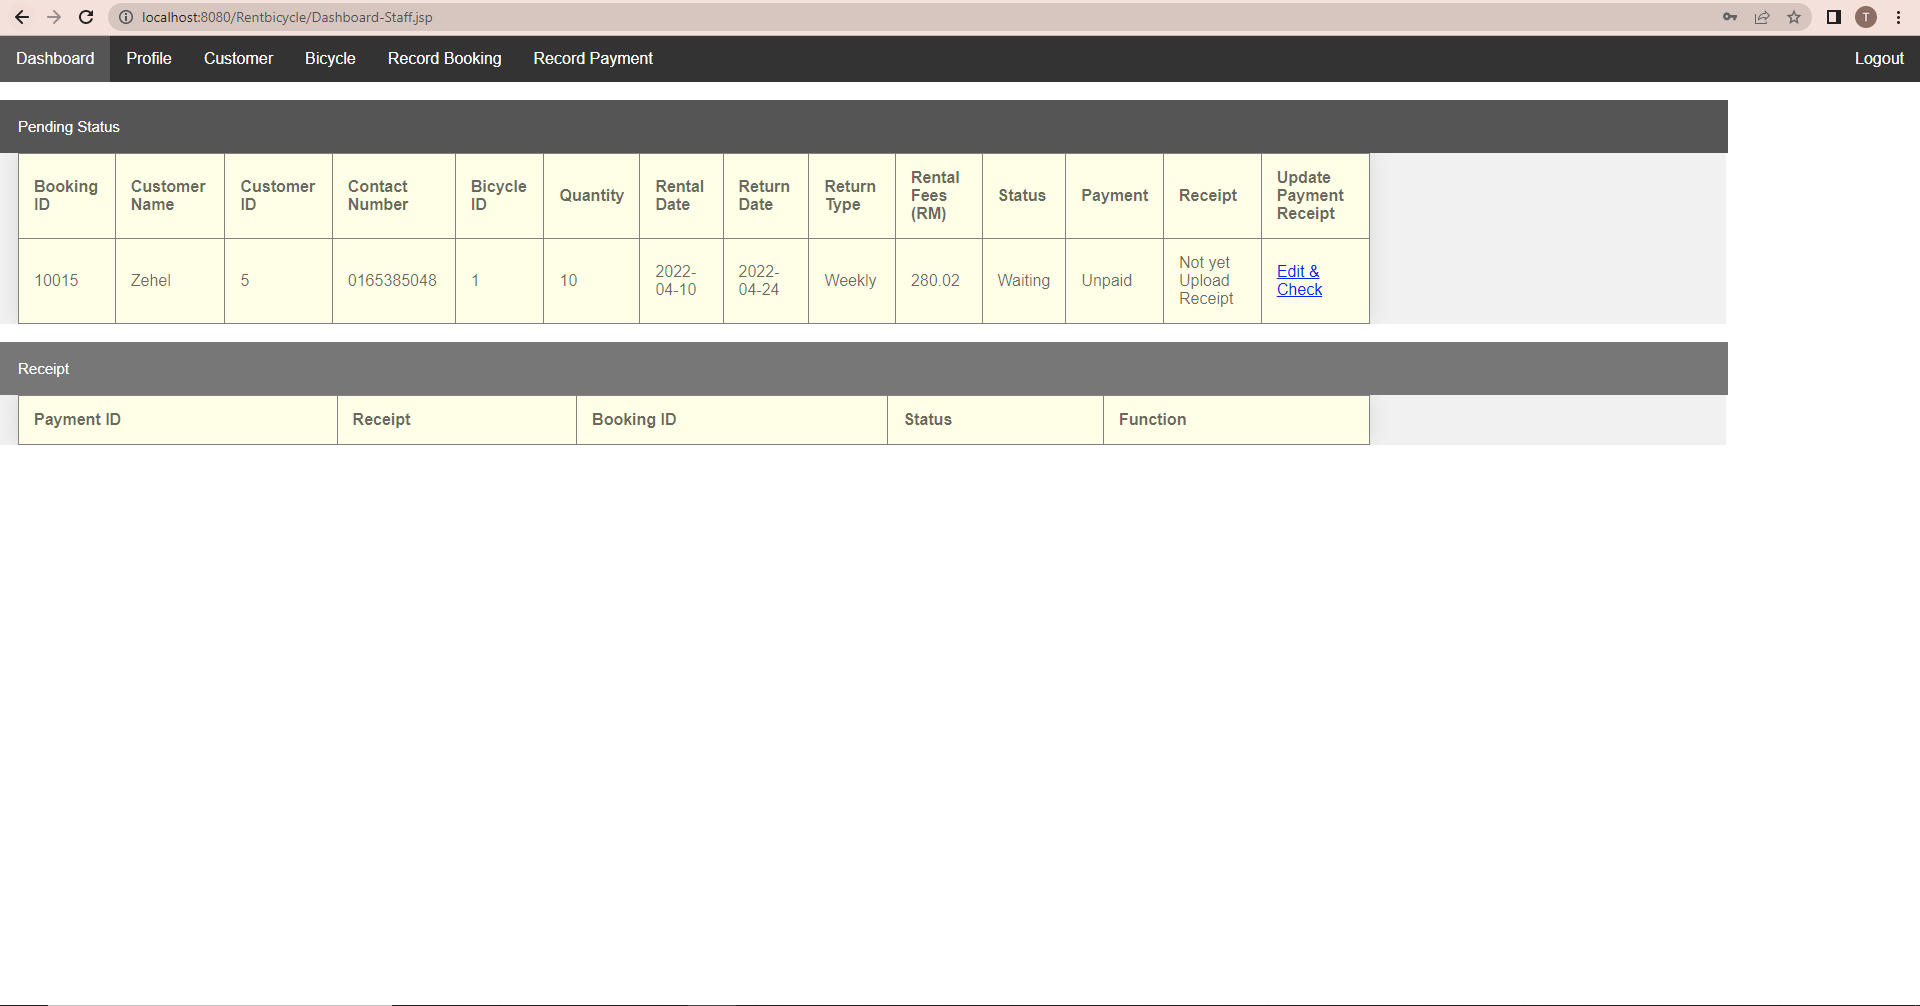 localhost:8080/Rentbicycle/Dashboard-Staff.jsp
T
Dashboard Profile Customer Bicycle Record Booking Record Payment Logout
Pending Status
Booking ID Customer Name Customer ID Contact Number Bicycle ID Quantity Rental Date Return Date Return Type Rental Fees (RM) Status Payment Receipt Update Payment Receipt
10015 Zehel 5 0165385048 1 10 2022-04-10 2022-04-24 Weekly 280.02 Waiting Unpaid Not yet Upload Receipt Edit & Check
Receipt
Payment ID Receipt Booking ID Status Function